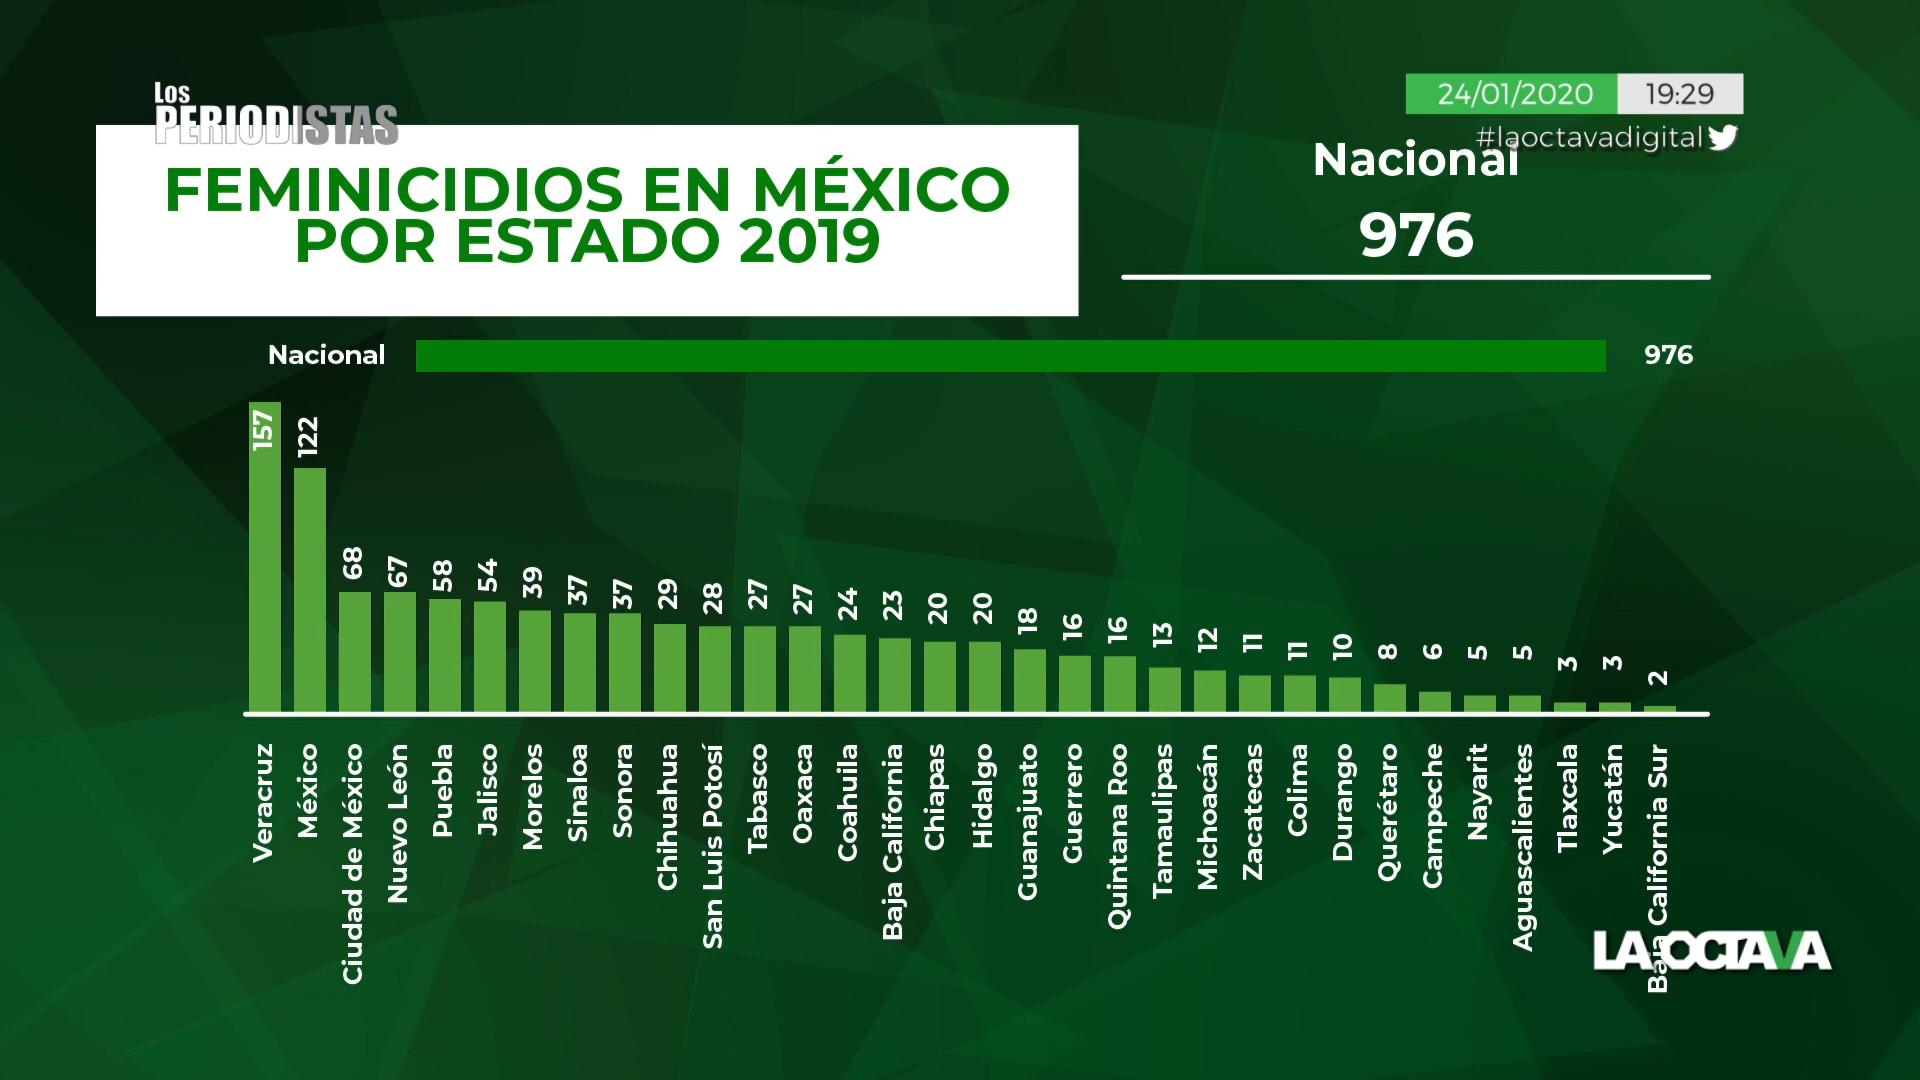 Los
PERIODISTAS
24/01/2020 19:29
#laoctavadigital
FEMINICIDIOS EN MÉXICO
POR ESTADO 2019
Nacional
976
Nacional 976
157 122 68 67 58 54 39 37 37 29 28 27 27 24 23 20 20 18 16 16 13 12 11 11 10 8 6 5 5 3 3 2
Veracruz
México
Ciudad de México
Nuevo León
Puebla
Jalisco
Morelos
Sinaloa
Sonora
Chihuahua
San Luis Potosí
Tabasco
Oaxaca
Coahuila
Baja California
Chiapas
Hidalgo
Guanajuato
Guerrero
Quintana Roo
Tamaulipas
Michoacán
Zacatecas
Colima
Durango
Querétaro
Campeche
Nayarit
Aguascalientes
Tlaxcala
Yucatán
Baja California Sur
LA OCTAVA